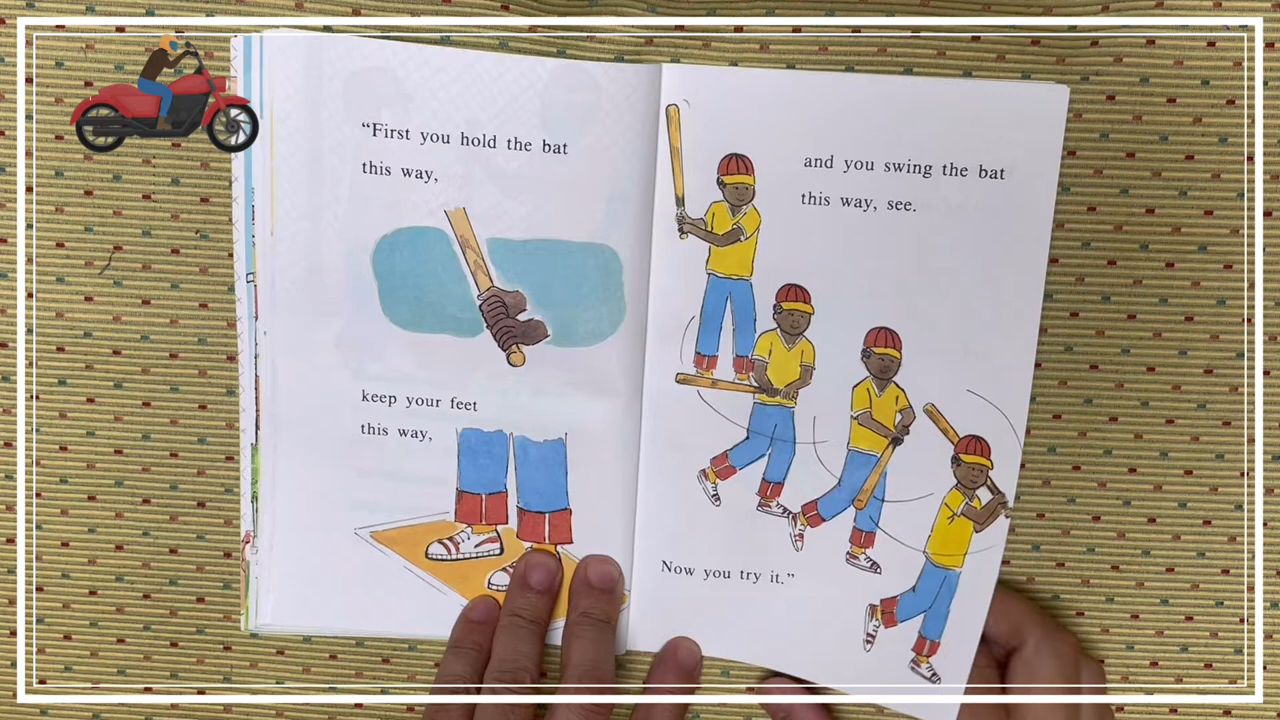 “First you hold the bat
this way,
keep your feet
this way,
and you swing the bat
this way, see.
Now you try it.”